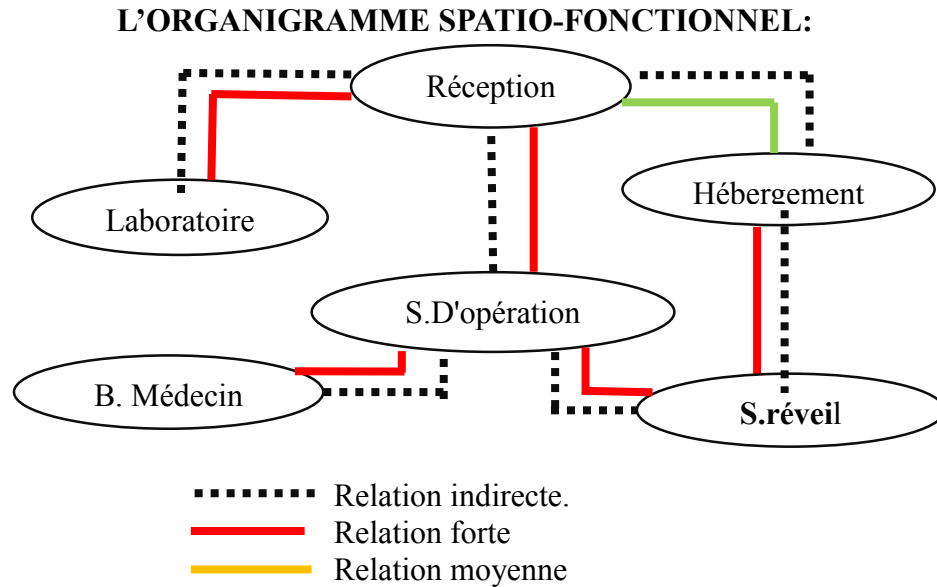 L'ORGANIGRAMME SPATIO-FONCTIONNEL:
Réception
Hébergement
Laboratoire
S.D'opération
B. Médecin
S.réveil
Relation indirecte.
Relation forte
Relation moyenne